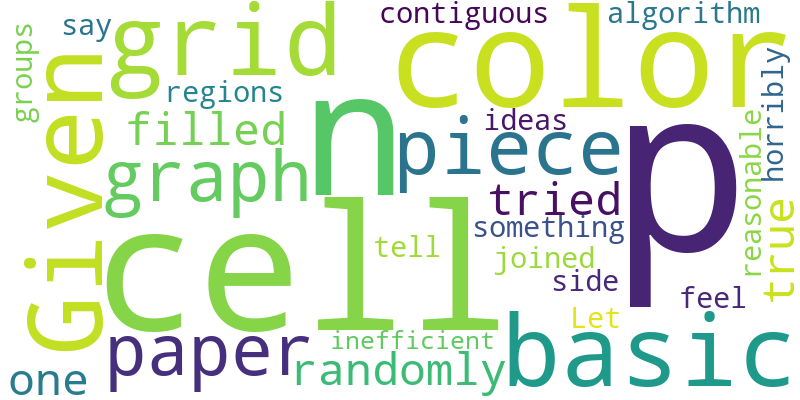 contiguous
algorithm
say
groups
grid
color
regions
horribly
Given
n
ideas
p
filled
piece
reasonable
graph
tried
true
something
cell
tell
joined
side
feel
Let
basic
inefficient
paper
randomly
one